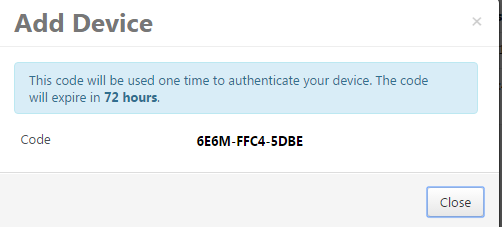 Add Device
×
This code will be used one time to authenticate your device. The code
will expire in 72 hours.
Code 6E6M-FFC4-5DBE
Close